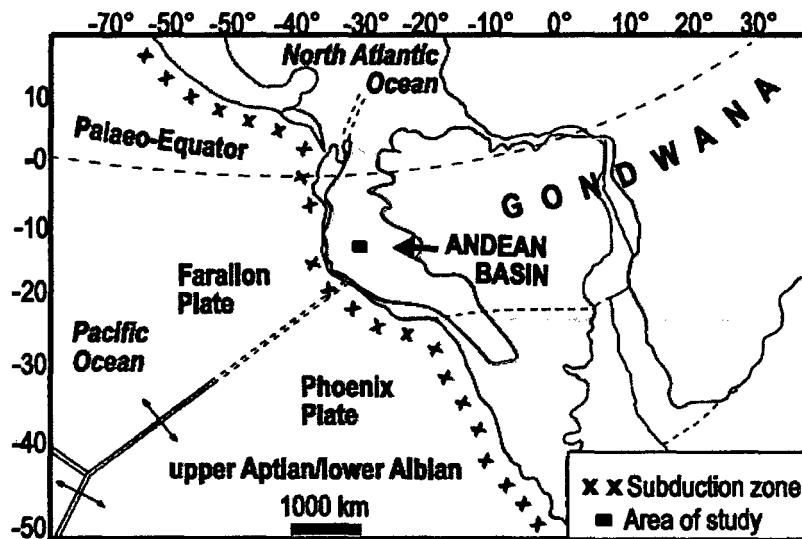 -70° -50° -50° -40° -30° -20° -10° 0° 10° 20° 30°
North Atlantic
Ocean
10
Palaeo-Equator
-0
GONDWANA
-10
ANDEAN
BASIN
Farallon
Plate
-20
Pacific
Ocean
-30
Phoenix
Plate
-40
upper Aptian/lower Albian
1000 km
-50
x x Subduction zone
Area of study